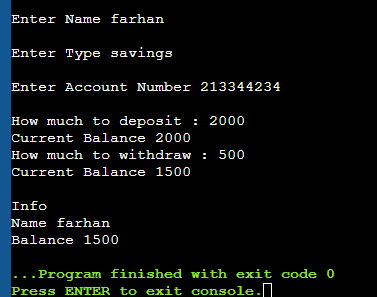 Enter Name farhan
Enter Type savings
Enter Account Number 213344234
How much to deposit : 2000
Current Balance 2000
How much to withdraw : 500
Current Balance 1500
Info
Name farhan
Balance 1500
...Program finished with exit code 0
Press ENTER to exit console.